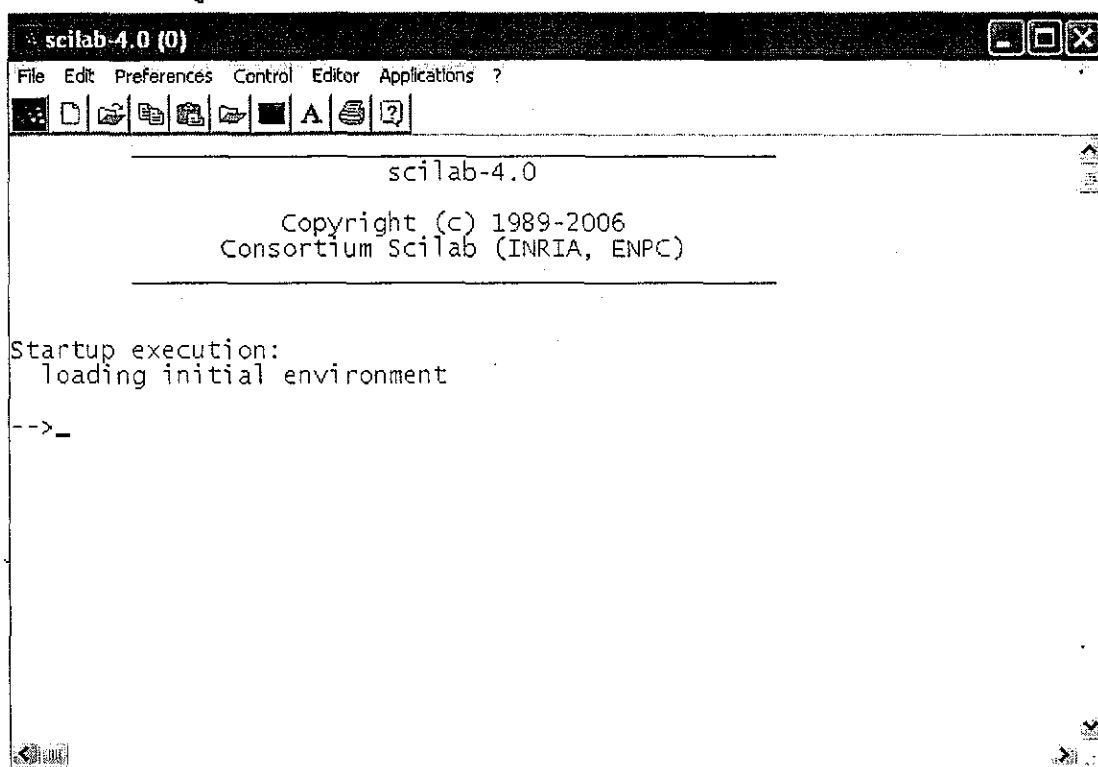 scilab-4.0 (0)
File Edit Preferences Control Editor Applications ?
A ?
scilab-4.0
Copyright (c) 1989-2006
Consortium Scilab (INRIA, ENPC)
Startup execution:
loading initial environment
-->_